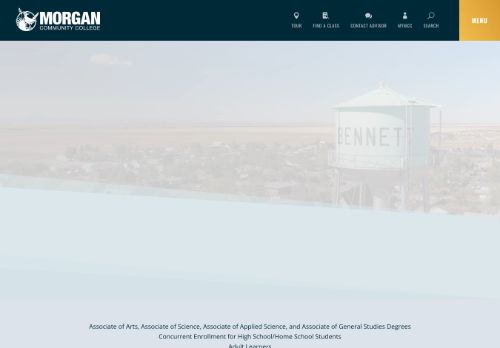 MORGAN
COMMUNITY COLLEGE
TOUR
FIND A CLASS
CONTACT ADVISOR
MYMCC
SEARCH
MENU
BENNETT
Associate of Arts, Associate of Science, Associate of Applied Science, and Associate of General Studies Degrees
Concurrent Enrollment for High School/Home School Students
Adult Learners